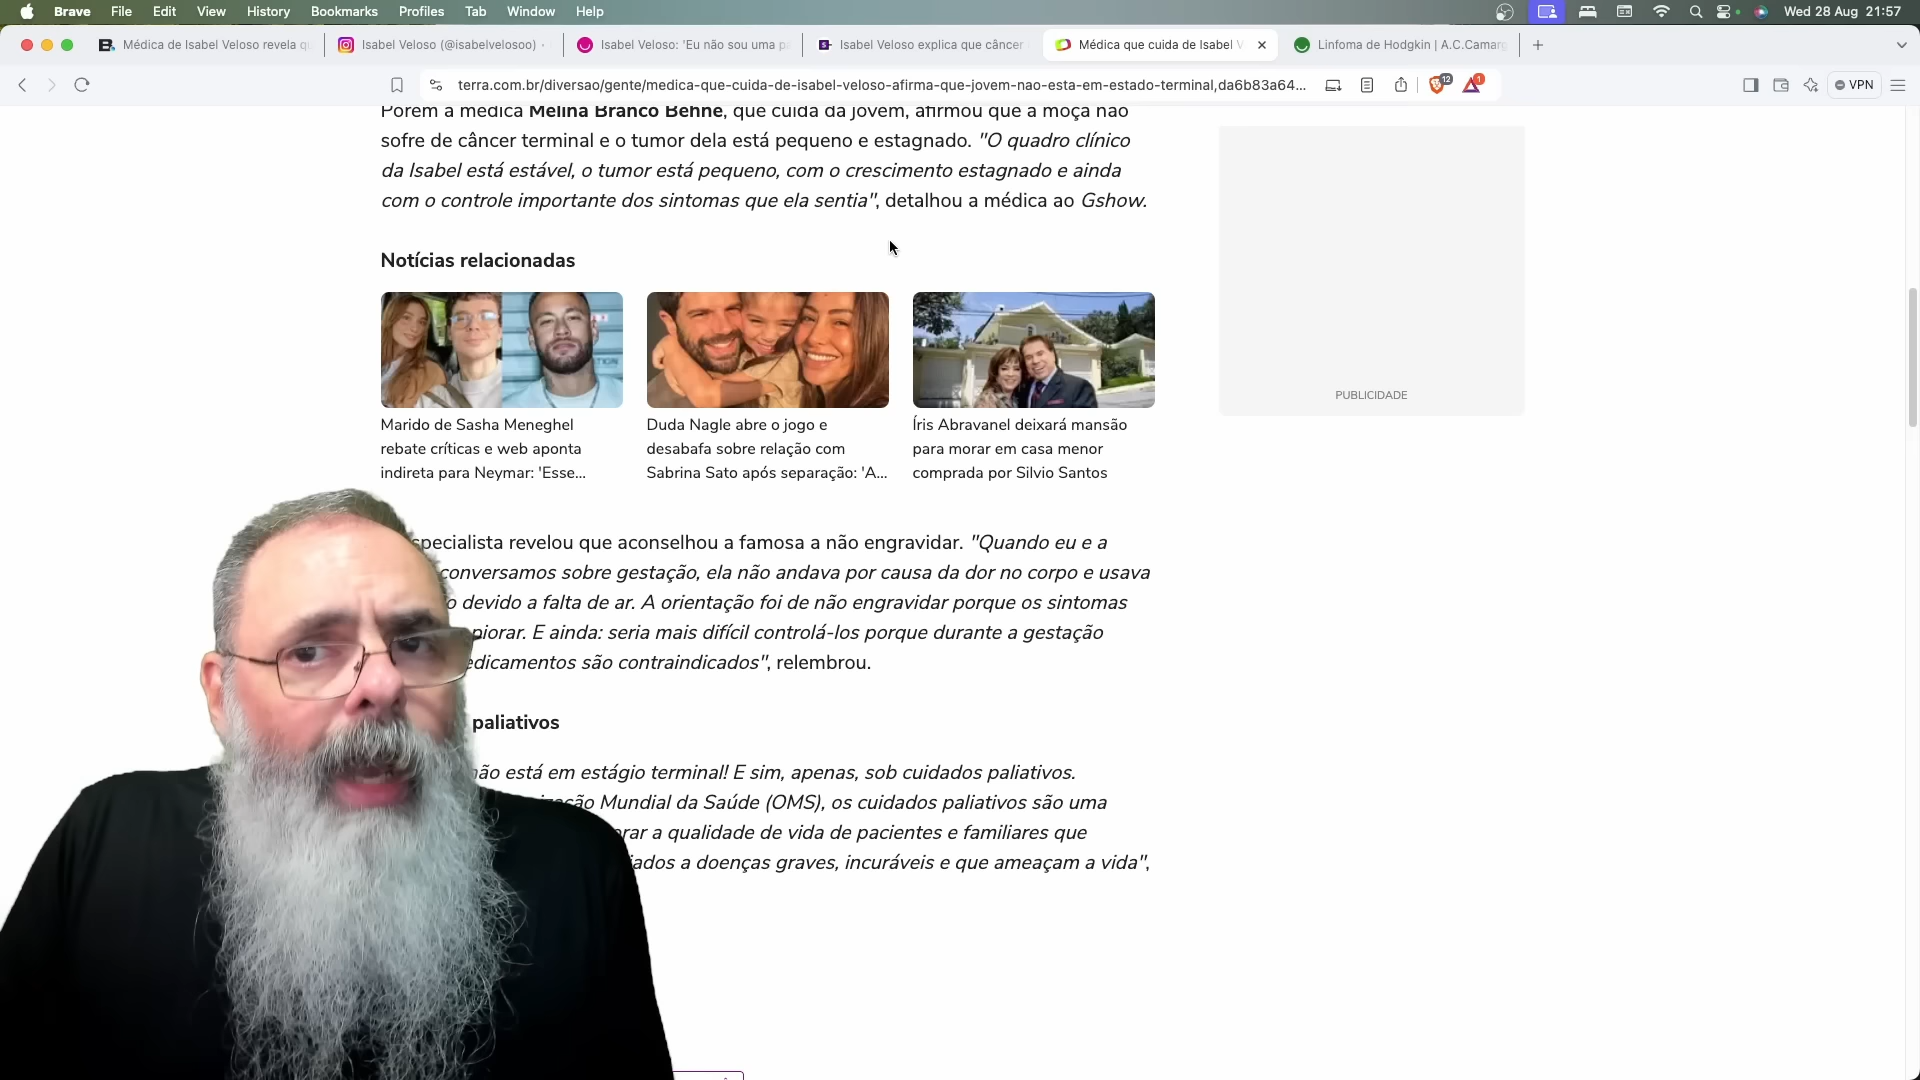 Brave File Edit View History Bookmarks Profiles Tab Window Help Wed 28 Aug 21:57
Médica de Isabel Veloso revela qu
Isabel Veloso (@isabelvelosoo) ·
Isabel Veloso: 'Eu não sou uma pa
Isabel Veloso explica que câncer
Médica que cuida de Isabel V
Linfoma de Hodgkin | A.C.Camarg
terra.com.br/diversao/gente/medica-que-cuida-de-isabel-veloso-afirma-que-jovem-nao-esta-em-estado-terminal,da6b83a64...
12
1
VPN
Porém a médica Melina Branco Behne, que cuida da jovem, afirmou que a moça não
sofre de câncer terminal e o tumor dela está pequeno e estagnado. "O quadro clínico
da Isabel está estável, o tumor está pequeno, com o crescimento estagnado e ainda
com o controle importante dos sintomas que ela sentia", detalhou a médica ao Gshow.
PUBLICIDADE
Notícias relacionadas
Marido de Sasha Meneghel
rebate críticas e web aponta
indireta para Neymar: 'Esse...
Duda Nagle abre o jogo e
desabafa sobre relação com
Sabrina Sato após separação: 'A...
Íris Abravanel deixará mansão
para morar em casa menor
comprada por Silvio Santos
specialista revelou que aconselhou a famosa a não engravidar. "Quando eu e a
conversamos sobre gestação, ela não andava por causa da dor no corpo e usava
o devido a falta de ar. A orientação foi de não engravidar porque os sintomas
piorar. E ainda: seria mais difícil controlá-los porque durante a gestação
edicamentos são contraindicados", relembrou.
paliativos
não está em estágio terminal! E sim, apenas, sob cuidados paliativos.
ização Mundial da Saúde (OMS), os cuidados paliativos são uma
orar a qualidade de vida de pacientes e familiares que
iados a doenças graves, incuráveis e que ameaçam a vida",